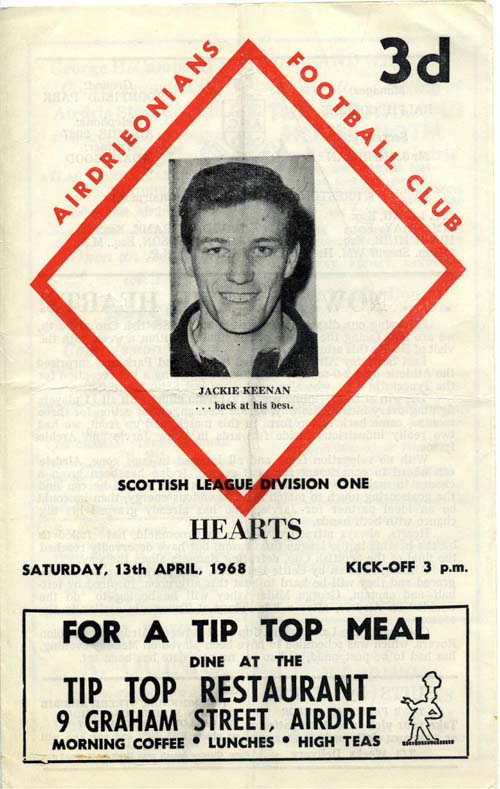 3d
AIRDRIEONIANS FOOTBALL CLUB
JACKIE KEENAN
. . . back at his best.
SCOTTISH LEAGUE DIVISION ONE
HEARTS
SATURDAY, 13th APRIL, 1968 KICK-OFF 3 p.m.
FOR A TIP TOP MEAL
DINE AT THE
TIP TOP RESTAURANT
9 GRAHAM STREET, AIRDRIE
MORNING COFFEE • LUNCHES • HIGH TEAS